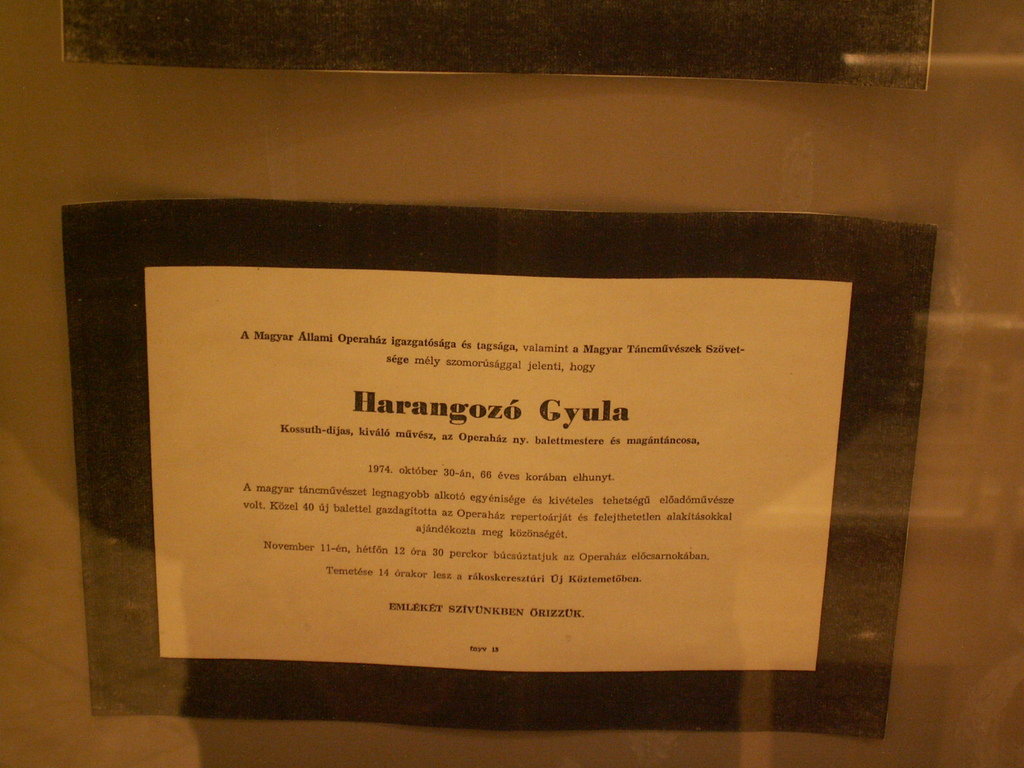 A Magyar Állami Operaház igazgatósága és tagsága, valamint a Magyar Táncművészek Szövet-
sége mély szomorúsággal jelenti, hogy
Harangozó Gyula
Kossuth-díjas, kiváló művész, az Operaház ny. balettmestere és magántáncosa,
1974. október 30-án, 66 éves korában elhunyt.
A magyar táncművészet legnagyobb alkotó egyénisége és kivételes tehetségű előadóművésze
volt. Közel 40 új balettel gazdagította az Operaház repertoárját és felejthetetlen alakításokkal
ajándékozta meg közönségét.
November 11-én, hétfőn 12 óra 30 perckor búcsúztatjuk az Operaház előcsarnokában.
Temetése 14 órakor lesz a rákoskeresztúri Új Köztemetőben.
EMLÉKÉT SZÍVÜNKBEN ŐRIZZÜK.